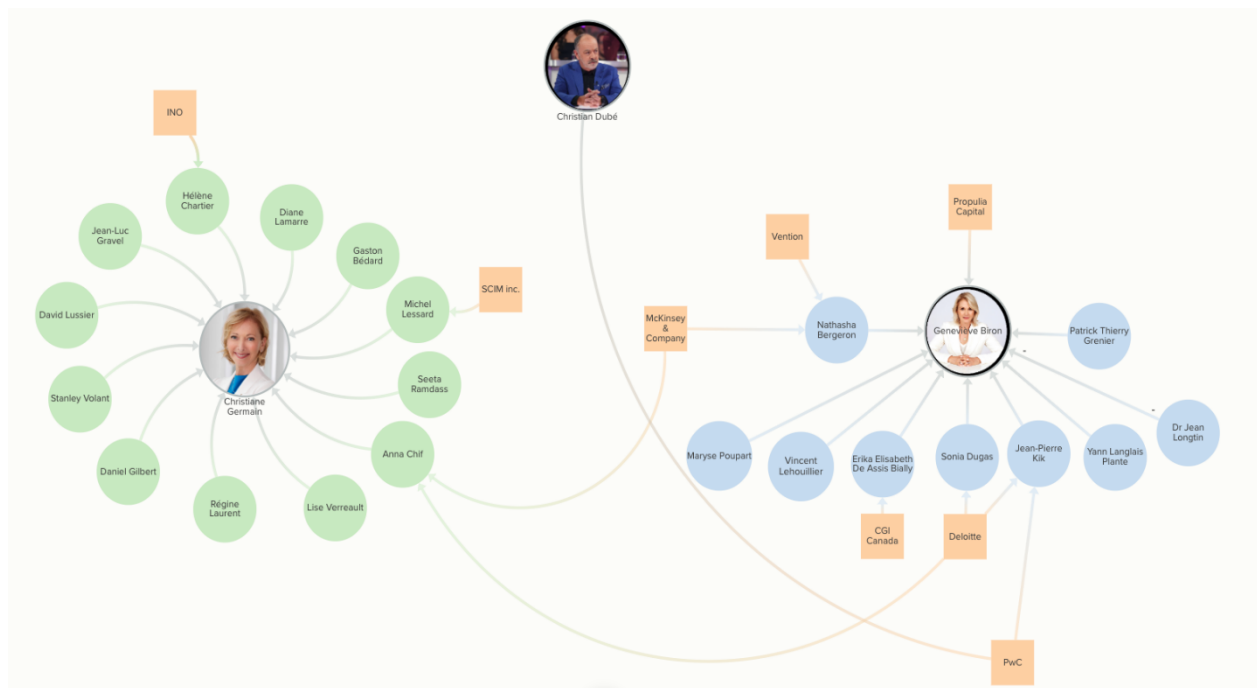 Christian Dubé
INO
Hélène
Chartier
Diane
Lamarre
Jean-Luc
Gravel
Gaston
Bédard
David Lussier
Michel
Lessard
SCIM inc.
Stanley Volant
Christiane
Germain
Seeta
Ramdass
Daniel Gilbert
Anna Chif
Régine
Laurent
Lise Verreault
Propulia
Capital
Vention
McKinsey
&
Company
Nathasha
Bergeron
Geneviève Biron
Patrick Thierry
Grenier
Maryse Poupart
Vincent
Lehouillier
Erika Elisabeth
De Assis Bially
Sonia Dugas
Jean-Pierre
Kik
Yann Langlais
Plante
Dr Jean
Longtin
CGI
Canada
Deloitte
PwC